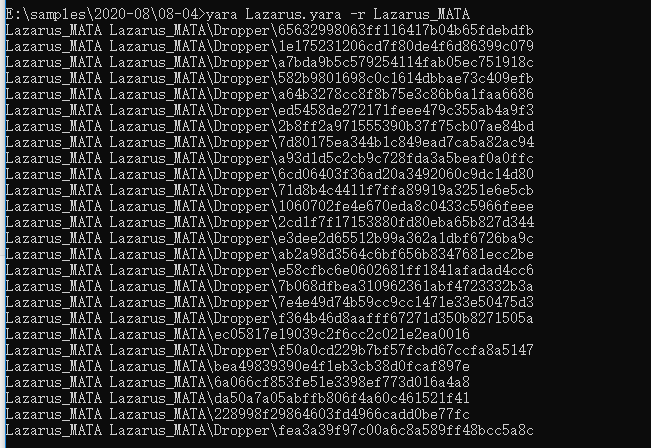 E:\samples\2020-08\08-04>yara Lazarus.yara -r Lazarus_MATA
Lazarus_MATA Lazarus_MATA\Dropper\65632998063ff116417b04b65fdebdfb
Lazarus_MATA Lazarus_MATA\Dropper\1e175231206cd7f80de4f6d86399c079
Lazarus_MATA Lazarus_MATA\Dropper\a7bda9b5c579254114fab05ec751918c
Lazarus_MATA Lazarus_MATA\Dropper\582b9801698c0c1614dbbae73c409efb
Lazarus_MATA Lazarus_MATA\Dropper\a64b3278cc8f8b75e3c86b6a1faa6686
Lazarus_MATA Lazarus_MATA\Dropper\ed5458de272171feee479c355ab4a9f3
Lazarus_MATA Lazarus_MATA\Dropper\2b8ff2a971555390b37f75cb07ae84bd
Lazarus_MATA Lazarus_MATA\Dropper\7d80175ea344b1c849ead7ca5a82ac94
Lazarus_MATA Lazarus_MATA\Dropper\a93d1d5c2cb9c728fda3a5beaf0a0ffc
Lazarus_MATA Lazarus_MATA\Dropper\6cd06403f36ad20a3492060c9dc14d80
Lazarus_MATA Lazarus_MATA\Dropper\71d8b4c4411f7ffa89919a3251e6e5cb
Lazarus_MATA Lazarus_MATA\Dropper\1060702fe4e670eda8c0433c5966feee
Lazarus_MATA Lazarus_MATA\Dropper\2cd1f7f17153880fd80eba65b827d344
Lazarus_MATA Lazarus_MATA\Dropper\e3dee2d65512b99a362a1dbf6726ba9c
Lazarus_MATA Lazarus_MATA\Dropper\ab2a98d3564c6bf656b8347681ecc2be
Lazarus_MATA Lazarus_MATA\Dropper\e58cfbc6e0602681ff1841afadad4cc6
Lazarus_MATA Lazarus_MATA\Dropper\7b068dfbea310962361abf4723332b3a
Lazarus_MATA Lazarus_MATA\Dropper\7e4e49d74b59cc9cc1471e33e50475d3
Lazarus_MATA Lazarus_MATA\Dropper\f364b46d8aafff67271d350b8271505a
Lazarus_MATA Lazarus_MATA\ec05817e19039c2f6cc2c021e2ea0016
Lazarus_MATA Lazarus_MATA\Dropper\f50a0cd229b7bf57fcbd67ccfa8a5147
Lazarus_MATA Lazarus_MATA\bea49839390e4f1eb3cb38d0fcaf897e
Lazarus_MATA Lazarus_MATA\6a066cf853fe51e3398ef773d016a4a8
Lazarus_MATA Lazarus_MATA\da50a7a05abffb806f4a60c461521f41
Lazarus_MATA Lazarus_MATA\228998f29864603fd4966cadd0be77fc
Lazarus_MATA Lazarus_MATA\Dropper\fea3a39f97c00a6c8a589ff48bcc5a8c